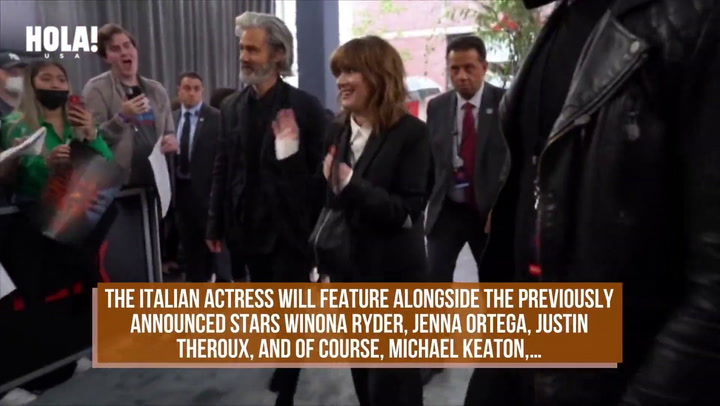 HOLA!
USA
THE ITALIAN ACTRESS WILL FEATURE ALONGSIDE THE PREVIOUSLY
ANNOUNCED STARS WINONA RYDER, JENNA ORTEGA, JUSTIN
THEROUX, AND OF COURSE, MICHAEL KEATON,...